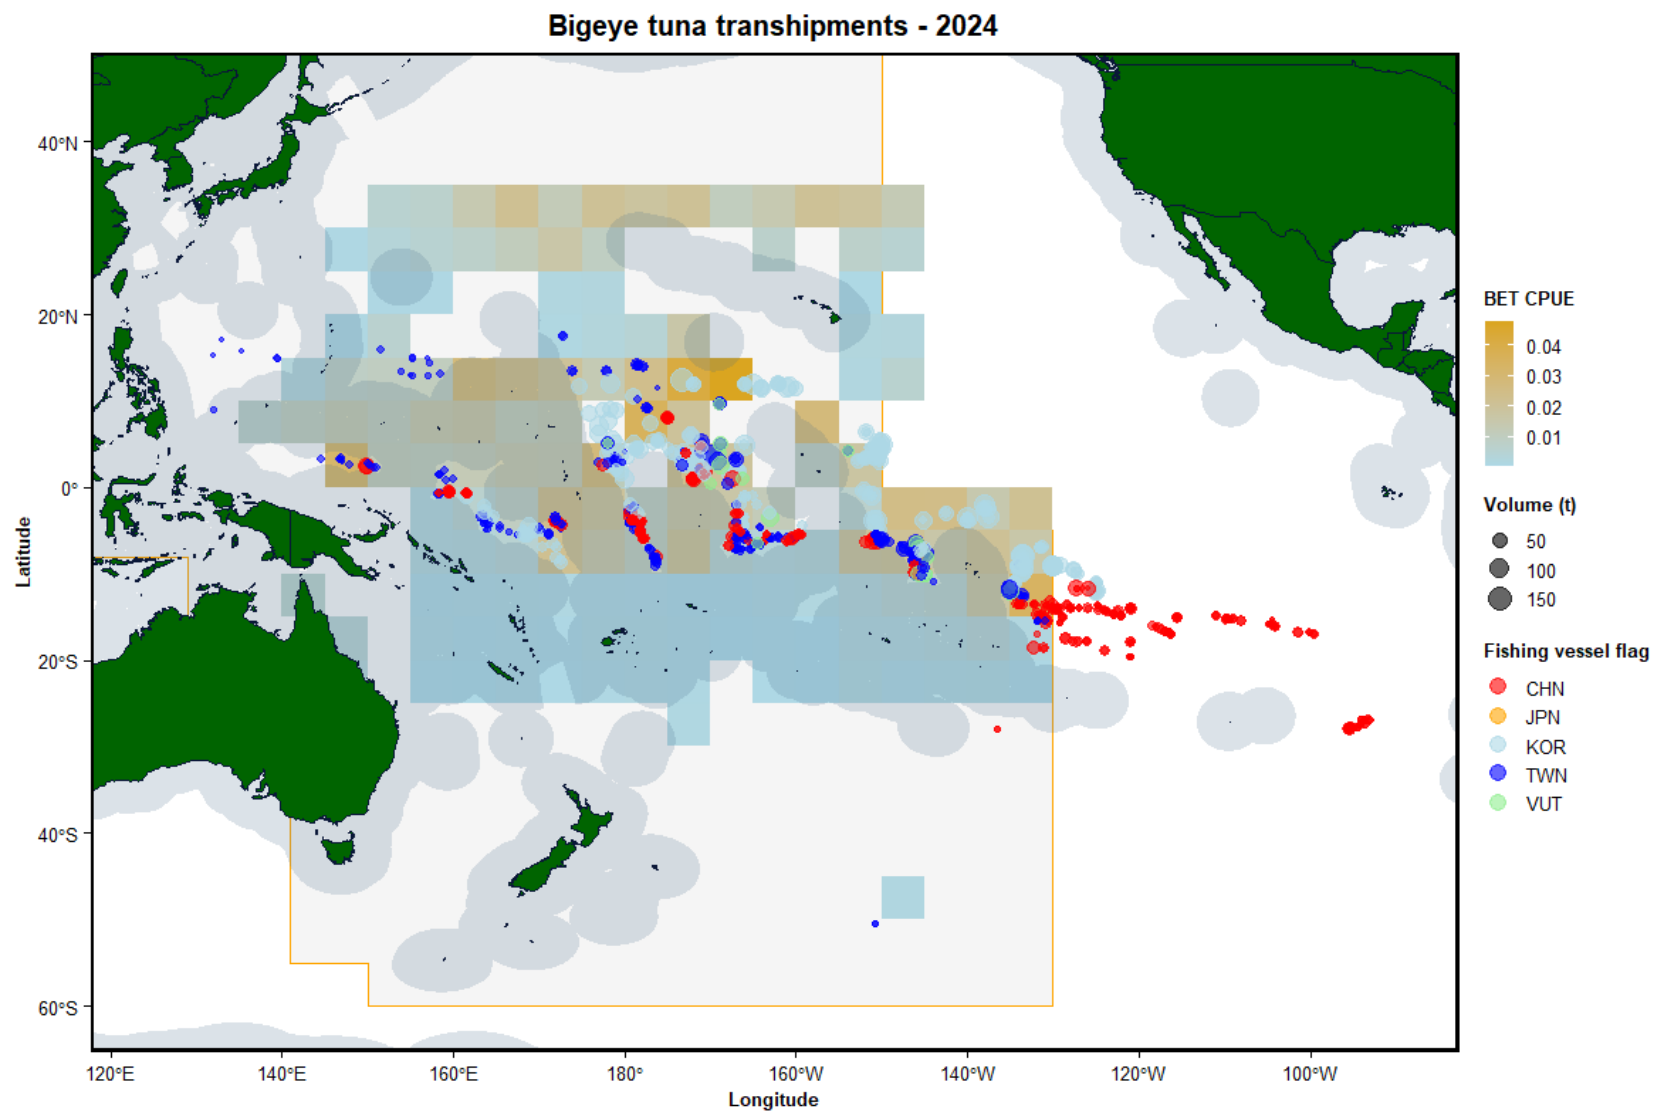 Bigeye tuna transhipments - 2024
40°N
20°N
0°
20°S
40°S
60°S
Latitude
120°E
140°E
160°E
180°
160°W
140°W
120°W
100°W
Longitude
BET CPUE
0.04
0.03
0.02
0.01
Volume (t)
50
100
150
Fishing vessel flag
CHN
JPN
KOR
TWN
VUT